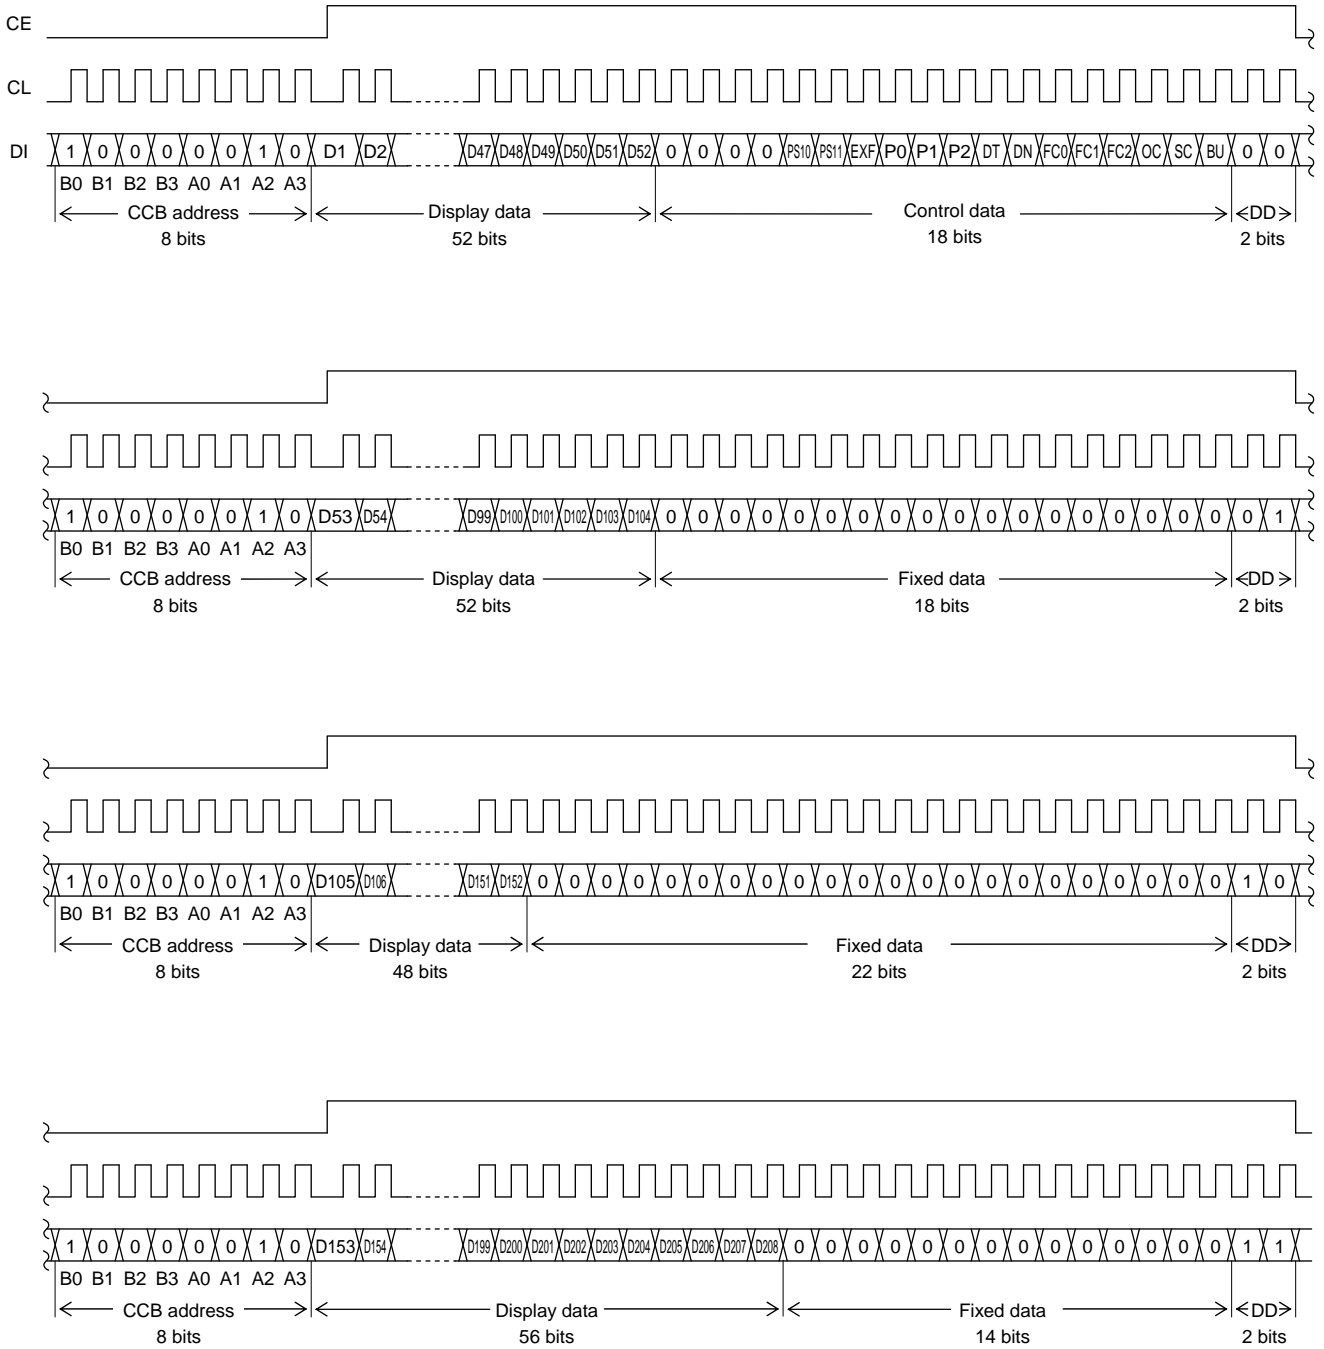 CE
CL
DI 1 0 0 0 0 0 1 0 D1 D2 D47 D48 D49 D50 D51 D52 0 0 0 0 PS10 PS11 EXF P0 P1 P2 DT DN FC0 FC1 FC2 OC SC BU 0 0
B0 B1 B2 B3 A0 A1 A2 A3
CCB address Display data Control data DD
8 bits 52 bits 18 bits 2 bits
1 0 0 0 0 0 1 0 D53 D54 D99 D100 D101 D102 D103 D104 0 0 0 0 0 0 0 0 0 0 0 0 0 0 0 0 0 0 0 1
B0 B1 B2 B3 A0 A1 A2 A3
CCB address Display data Fixed data DD
8 bits 52 bits 18 bits 2 bits
1 0 0 0 0 0 1 0 D105 D106 D151 D152 0 0 0 0 0 0 0 0 0 0 0 0 0 0 0 0 0 0 0 0 0 0 1 0
B0 B1 B2 B3 A0 A1 A2 A3
CCB address Display data Fixed data DD
8 bits 48 bits 22 bits 2 bits
1 0 0 0 0 0 1 0 D153 D154 D199 D200 D201 D202 D203 D204 D205 D206 D207 D208 0 0 0 0 0 0 0 0 0 0 0 0 0 0 1 1
B0 B1 B2 B3 A0 A1 A2 A3
CCB address Display data Fixed data DD
8 bits 56 bits 14 bits 2 bits